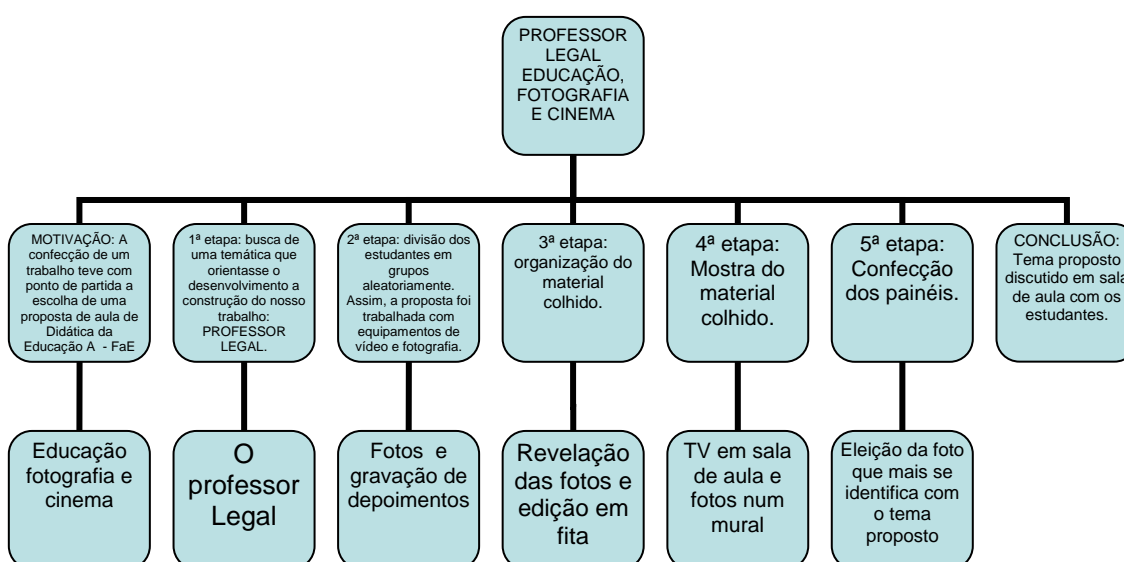 PROFESSOR
LEGAL
EDUCAÇÃO,
FOTOGRAFIA
E CINEMA
MOTIVAÇÃO: A
confecção de um
trabalho teve com
ponto de partida a
escolha de uma
proposta de aula de
Didática da
Educação A - FaE
1ª etapa: busca de
uma temática que
orientasse o
desenvolvimento a
construção do nosso
trabalho:
PROFESSOR
LEGAL.
2ª etapa: divisão dos
estudantes em
grupos
aleatoriamente.
Assim, a proposta foi
trabalhada com
equipamentos de
vídeo e fotografia.
3ª etapa:
organização do
material
colhido.
4ª etapa:
Mostra do
material
colhido.
5ª etapa:
Confecção
dos painéis.
CONCLUSÃO:
Tema proposto
discutido em sala
de aula com os
estudantes.
Educação
fotografia e
cinema
O
professor
Legal
Fotos e
gravação de
depoimentos
Revelação
das fotos e
edição em
fita
TV em sala
de aula e
fotos num
mural
Eleição da foto
que mais se
identifica com
o tema
proposto